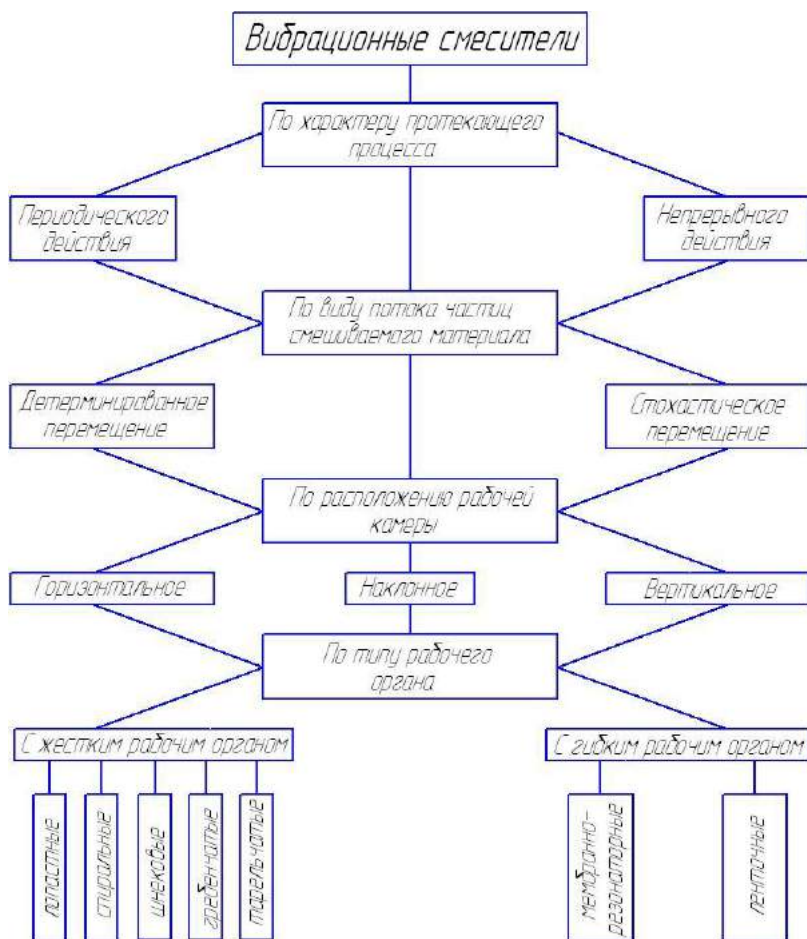 Вибрационные смесители
По характеру протекающего
процесса
Периодического
действия
Непрерывного
действия
По виду потока частиц
смешиваемого материала
Детерминированное
перемещение
Стохастическое
перемещение
По расположению рабочей
камеры
Горизонтальное
Наклонное
Вертикальное
По типу рабочего
органа
С жестким рабочим органом
С гибким рабочим органом
лопастные
спиральные
шнековые
гребенчатые
тарельчатые
мембранно-
резонаторные
ленточные